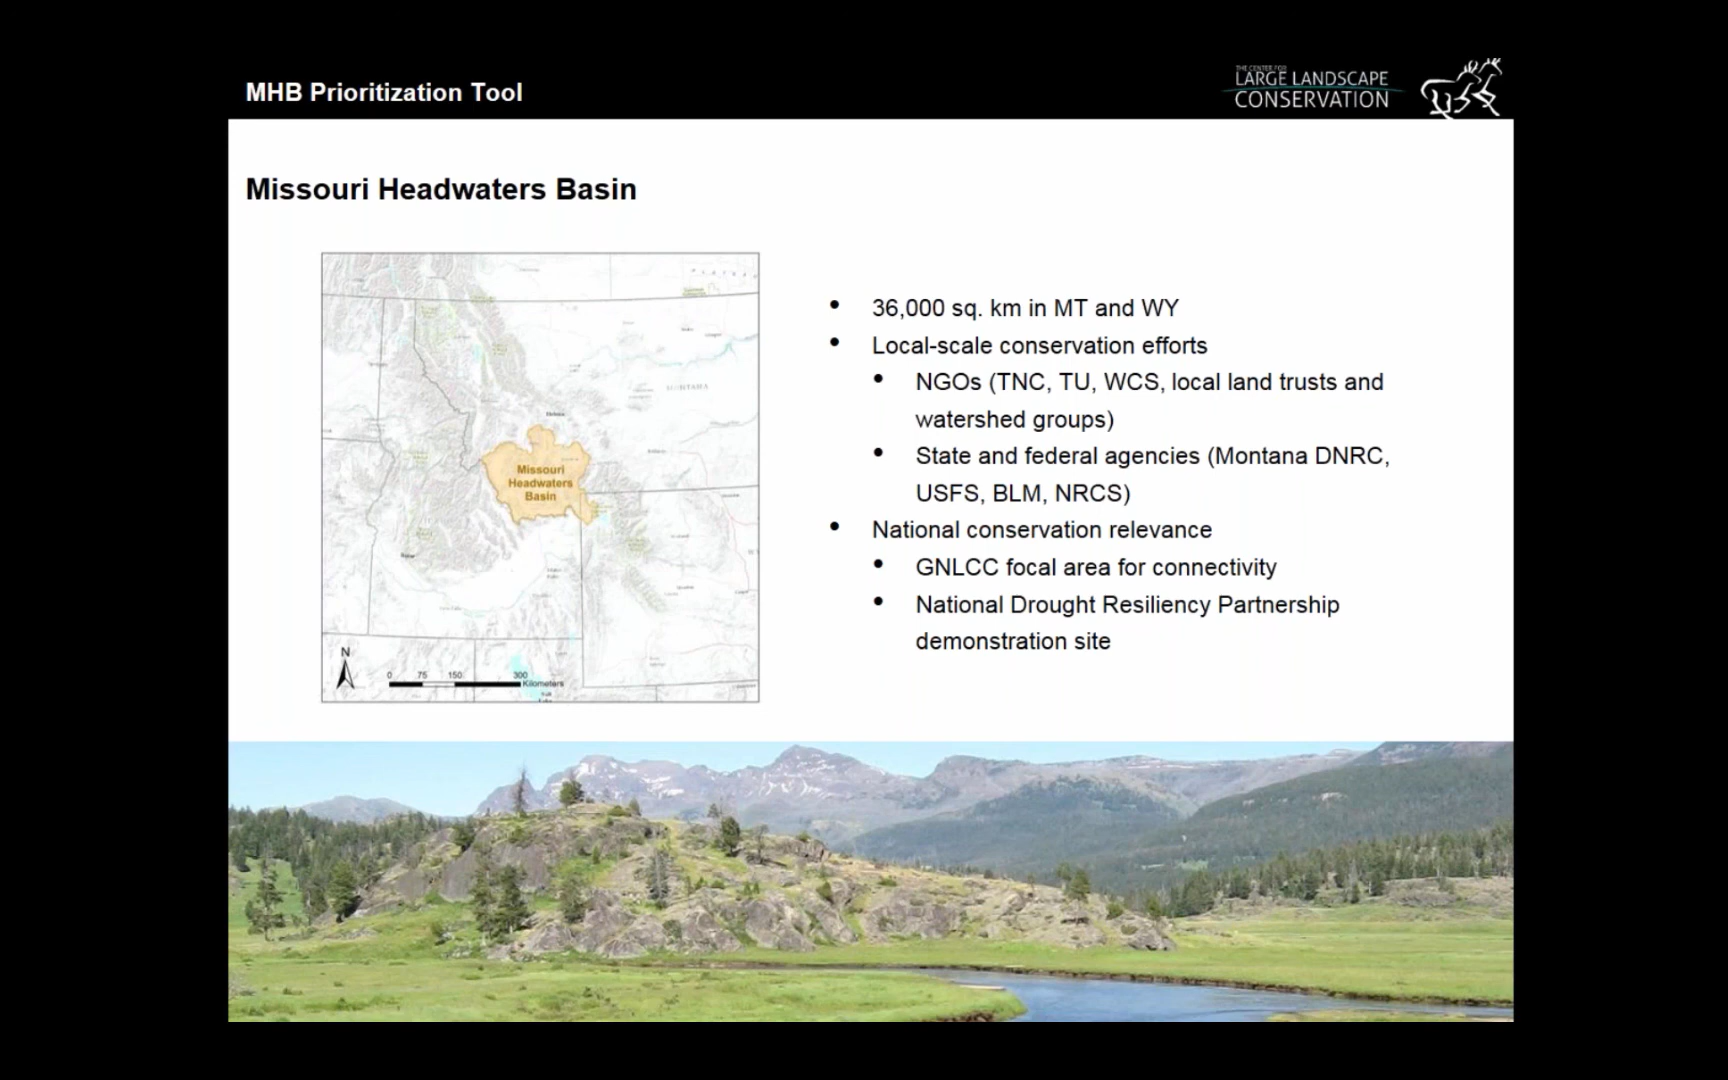 MHB Prioritization Tool
THE CENTER FOR
LARGE LANDSCAPE
CONSERVATION
Missouri Headwaters Basin
MONTANA
Helena
Missouri
Headwaters
Basin
Boise
N
0 75 150 300
Kilometers
• 36,000 sq. km in MT and WY
• Local-scale conservation efforts
• NGOs (TNC, TU, WCS, local land trusts and
watershed groups)
• State and federal agencies (Montana DNRC,
USFS, BLM, NRCS)
• National conservation relevance
• GNLCC focal area for connectivity
• National Drought Resiliency Partnership
demonstration site